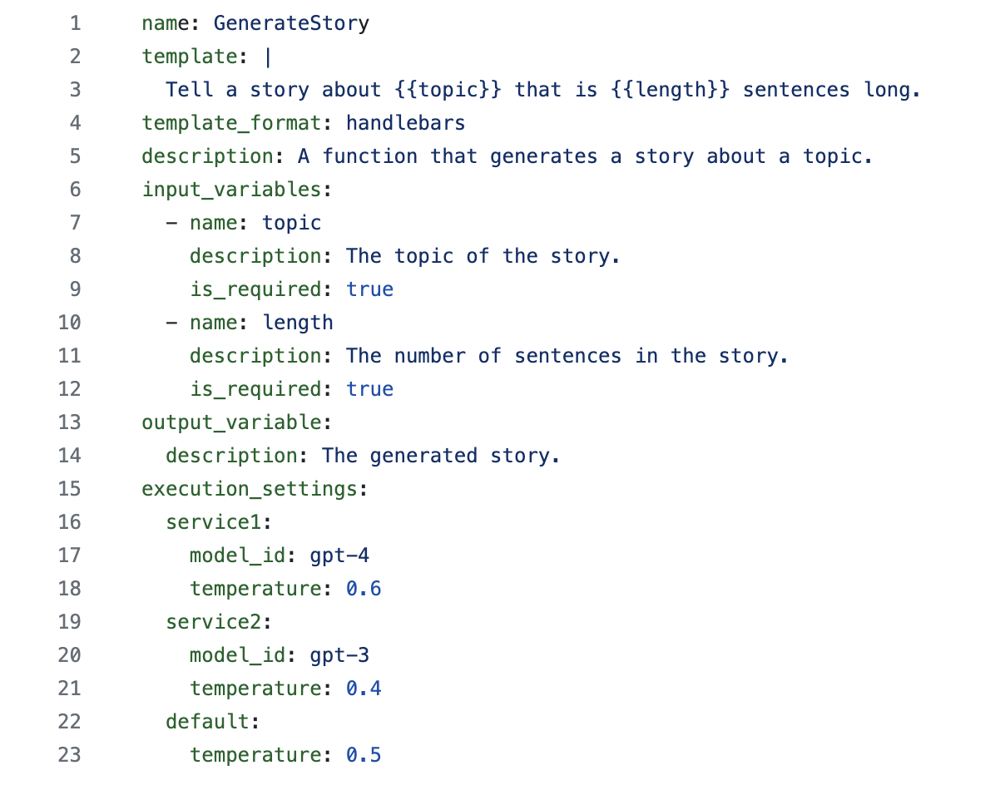 1 name: GenerateStory
2 template: |
3   Tell a story about {{topic}} that is {{length}} sentences long.
4 template_format: handlebars
5 description: A function that generates a story about a topic.
6 input_variables:
7   - name: topic
8     description: The topic of the story.
9     is_required: true
10   - name: length
11     description: The number of sentences in the story.
12     is_required: true
13 output_variable:
14   description: The generated story.
15 execution_settings:
16   service1:
17     model_id: gpt-4
18     temperature: 0.6
19   service2:
20     model_id: gpt-3
21     temperature: 0.4
22   default:
23     temperature: 0.5